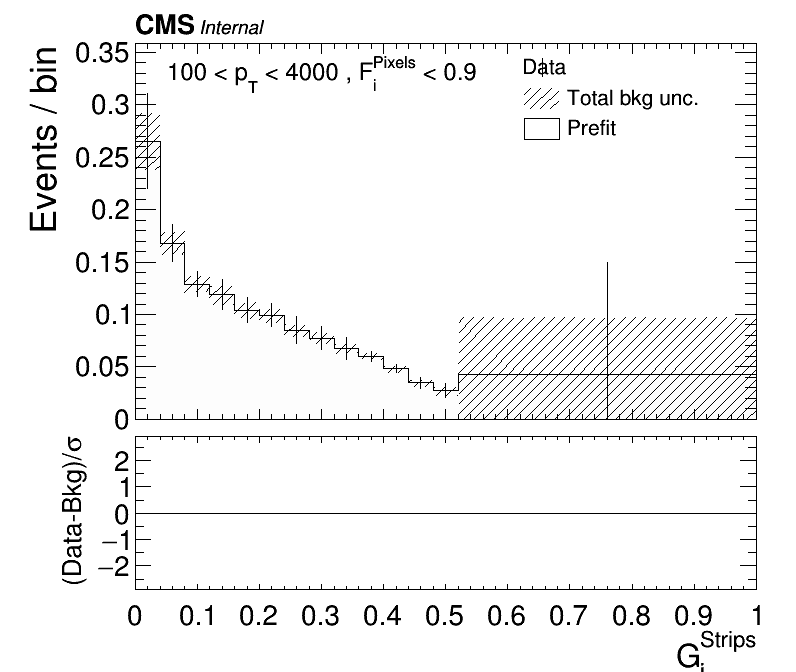 CMS Internal
Events / bin
0.35
0.3
0.25
0.2
0.15
0.1
0.05
0
100 < p_T < 4000 , F_i^Pixels < 0.9
Data
Total bkg unc.
Prefit
(Data-Bkg)/σ
2
1
0
−1
−2
0 0.1 0.2 0.3 0.4 0.5 0.6 0.7 0.8 0.9 1
G_i^Strips